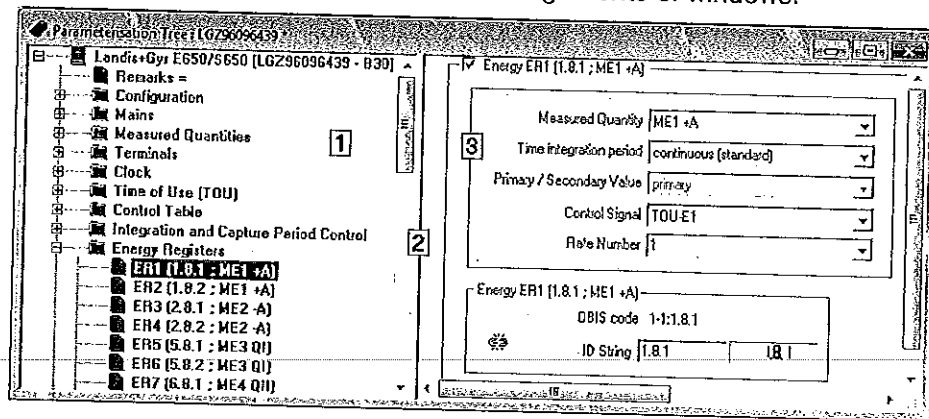 Parameterisation Tree : LGZ96096439 *
Landis+Gyr E650/S650 [LGZ96096439 - B30]
Remarks =
Configuration
Mains
Measured Quantities
Terminals
Clock
Time of Use (TOU)
Control Table
Integration and Capture Period Control
Energy Registers
ER1 (1.8.1 ; ME1 +A)
ER2 (1.8.2 ; ME1 +A)
ER3 (2.8.1 ; ME2 -A)
ER4 (2.8.2 ; ME2 -A)
ER5 (5.8.1 ; ME3 QI)
ER6 (5.8.2 ; ME3 QI)
ER7 (6.8.1 ; ME4 QII)
1
2
Energy ER1 (1.8.1 ; ME1 +A)
3
Measured Quantity ME1 +A
Time integration period continuous (standard)
Primary / Secondary Value primary
Control Signal TOU-E1
Rate Number 1
Energy ER1 (1.8.1 ; ME1 +A)
OBIS code 1-1:1.8.1
ID String 1.8.1 1.8.1